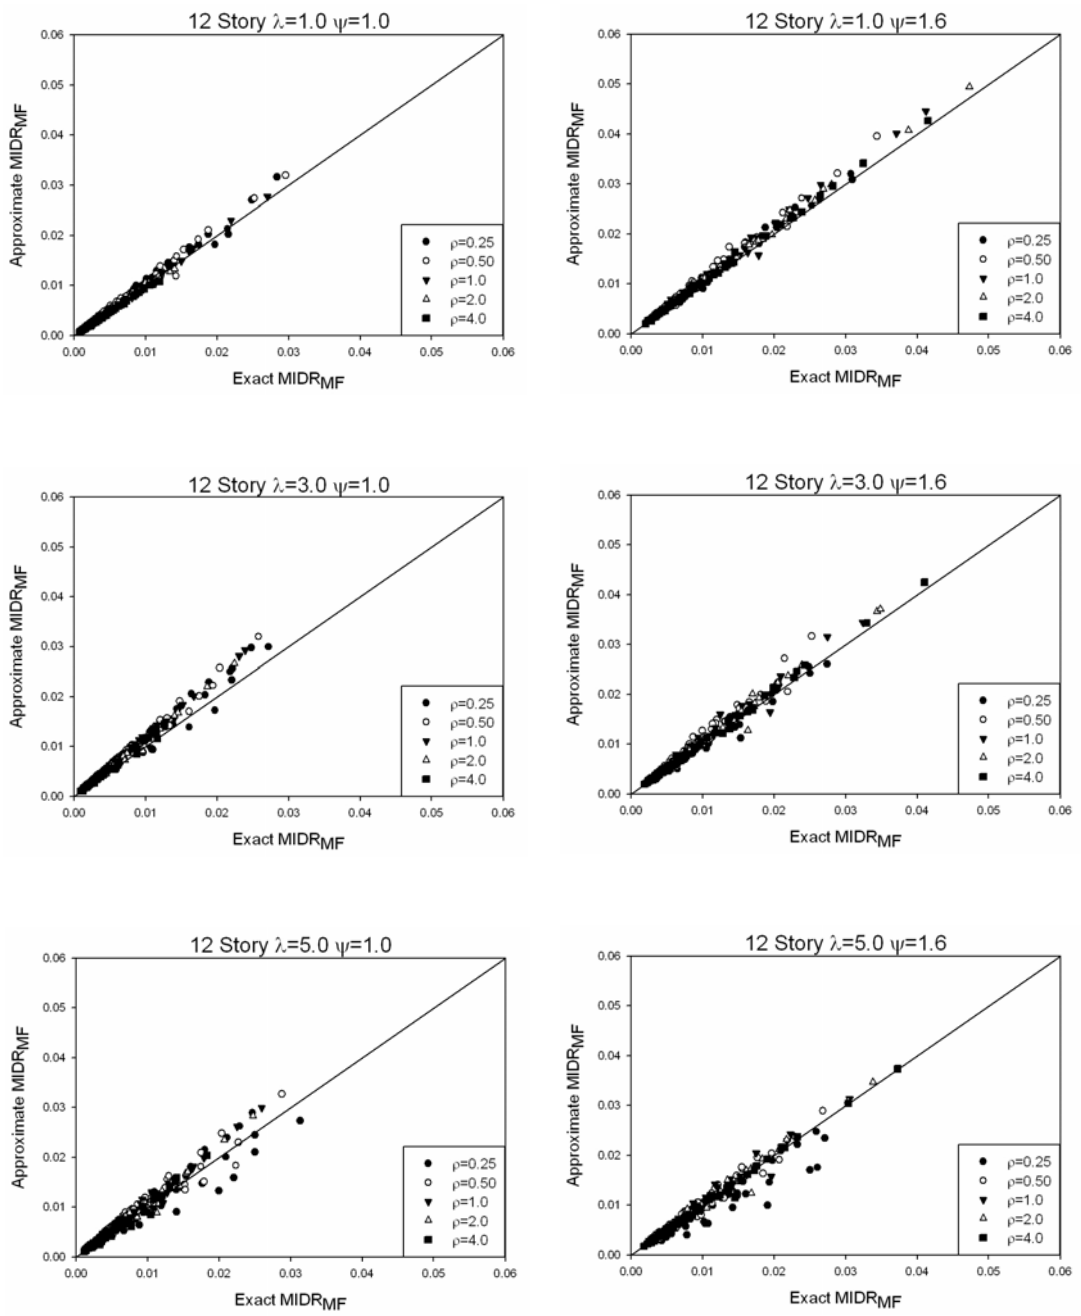 12 Story λ=1.0 ψ=1.0
0.06
0.05
0.04
0.03
0.02
0.01
0.00
Approximate MIDRMF
ρ=0.25
ρ=0.50
ρ=1.0
ρ=2.0
ρ=4.0
0.00 0.01 0.02 0.03 0.04 0.05 0.06
Exact MIDRMF
12 Story λ=1.0 ψ=1.6
0.06
0.05
0.04
0.03
0.02
0.01
0.00
Approximate MIDRMF
ρ=0.25
ρ=0.50
ρ=1.0
ρ=2.0
ρ=4.0
0.00 0.01 0.02 0.03 0.04 0.05 0.06
Exact MIDRMF
12 Story λ=3.0 ψ=1.0
0.06
0.05
0.04
0.03
0.02
0.01
0.00
Approximate MIDRMF
ρ=0.25
ρ=0.50
ρ=1.0
ρ=2.0
ρ=4.0
0.00 0.01 0.02 0.03 0.04 0.05 0.06
Exact MIDRMF
12 Story λ=3.0 ψ=1.6
0.06
0.05
0.04
0.03
0.02
0.01
0.00
Approximate MIDRMF
ρ=0.25
ρ=0.50
ρ=1.0
ρ=2.0
ρ=4.0
0.00 0.01 0.02 0.03 0.04 0.05 0.06
Exact MIDRMF
12 Story λ=5.0 ψ=1.0
0.06
0.05
0.04
0.03
0.02
0.01
0.00
Approximate MIDRMF
ρ=0.25
ρ=0.50
ρ=1.0
ρ=2.0
ρ=4.0
0.00 0.01 0.02 0.03 0.04 0.05 0.06
Exact MIDRMF
12 Story λ=5.0 ψ=1.6
0.06
0.05
0.04
0.03
0.02
0.01
0.00
Approximate MIDRMF
ρ=0.25
ρ=0.50
ρ=1.0
ρ=2.0
ρ=4.0
0.00 0.01 0.02 0.03 0.04 0.05 0.06
Exact MIDRMF